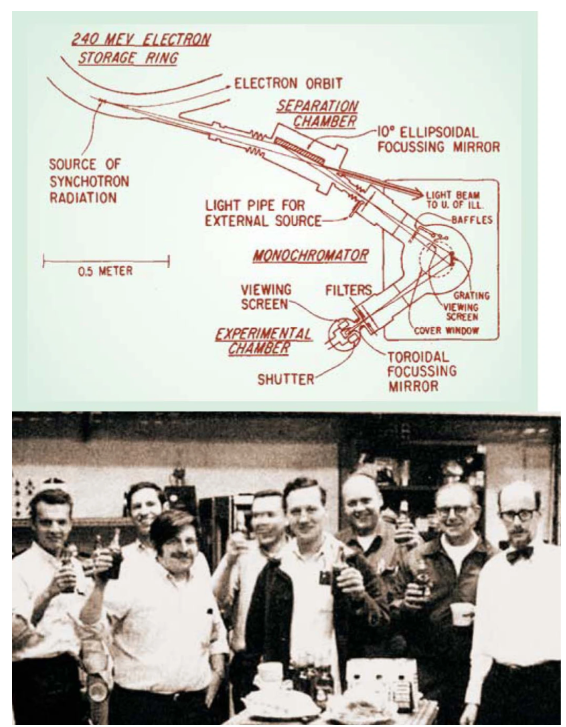 240 MEV ELECTRON
STORAGE RING
ELECTRON ORBIT
SEPARATION
CHAMBER
10° ELLIPSOIDAL
FOCUSSING MIRROR
SOURCE OF
SYNCHOTRON
RADIATION
LIGHT PIPE FOR
EXTERNAL SOURCE
LIGHT BEAM
TO U. OF ILL.
BAFFLES
MONOCHROMATOR
0.5 METER
VIEWING
SCREEN
FILTERS
GRATING
VIEWING
SCREEN
COVER WINDOW
EXPERIMENTAL
CHAMBER
SHUTTER
TOROIDAL
FOCUSSING
MIRROR